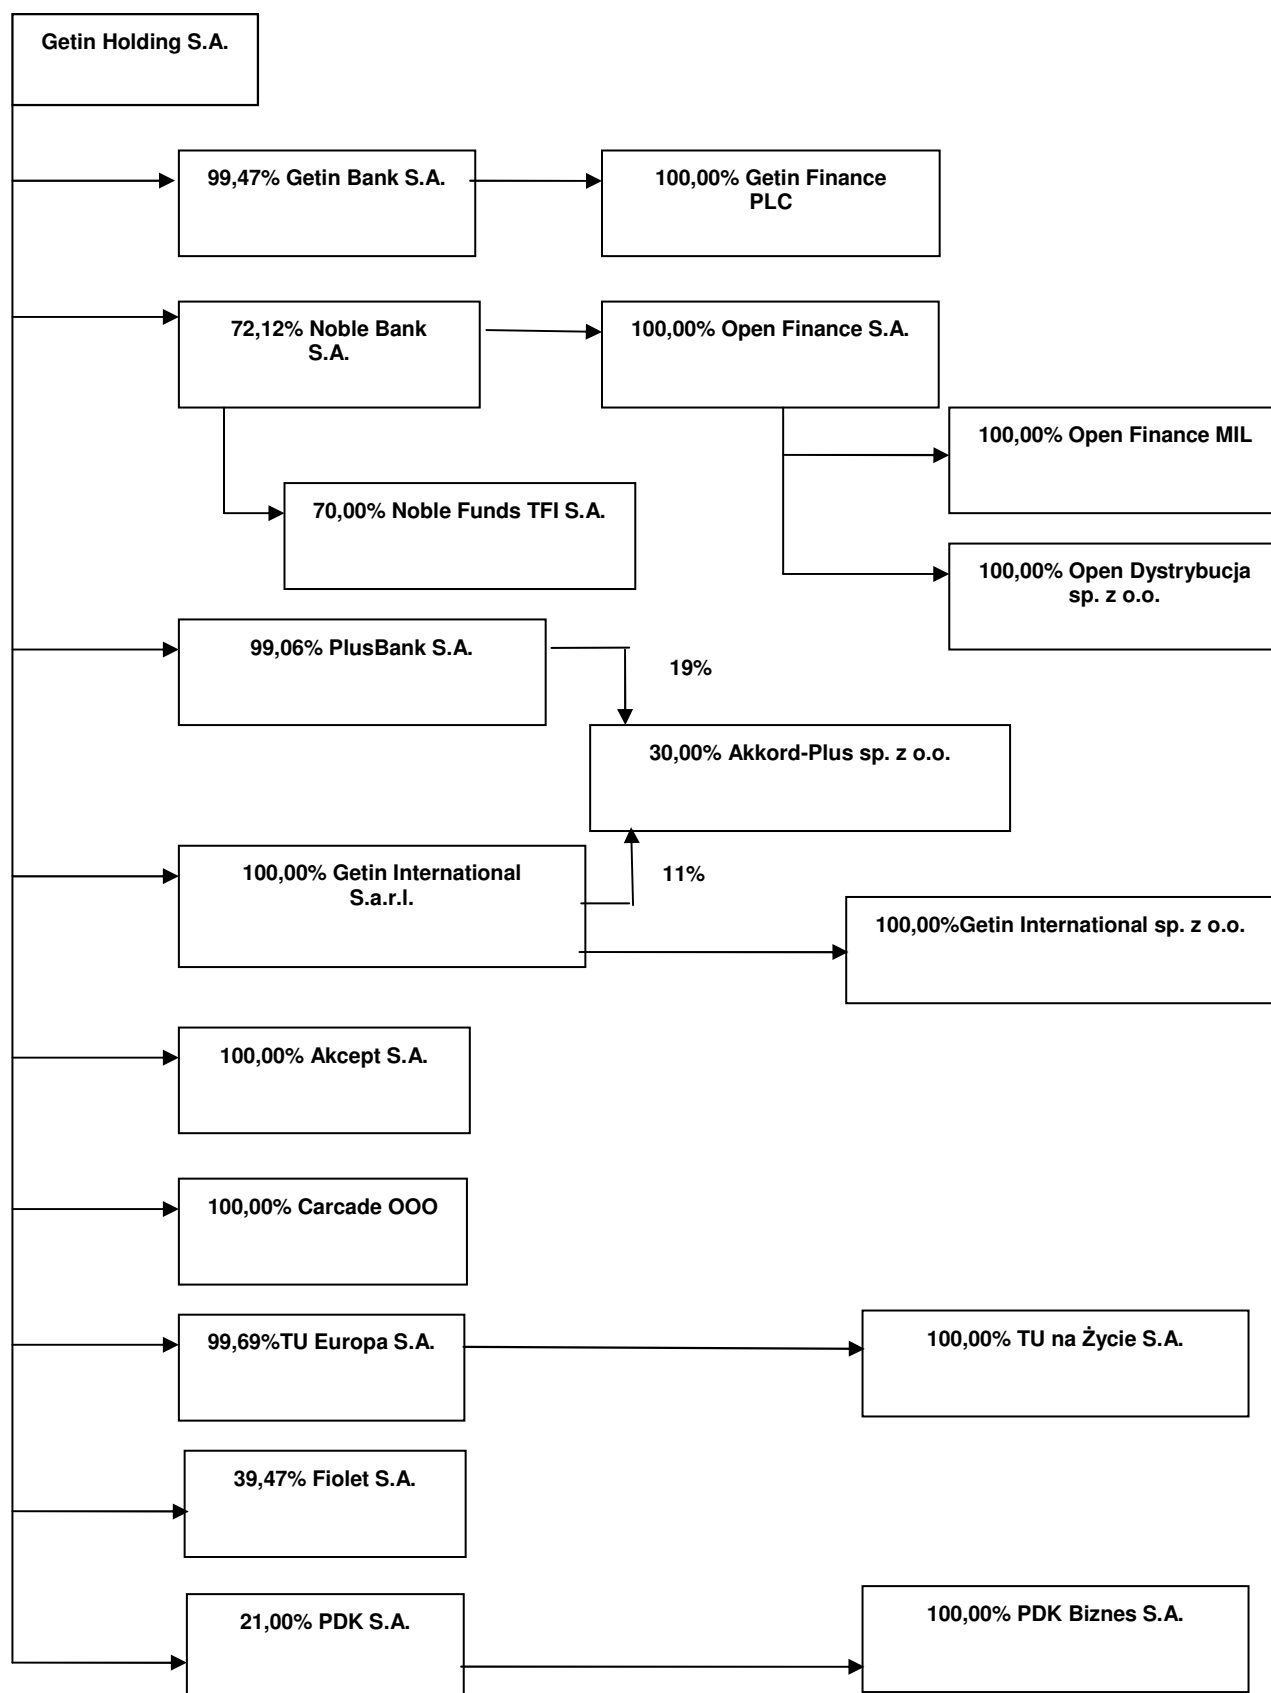 Getin Holding S.A.
99,47% Getin Bank S.A.
100,00% Getin Finance
PLC
72,12% Noble Bank
S.A.
100,00% Open Finance S.A.
100,00% Open Finance MIL
70,00% Noble Funds TFI S.A.
100,00% Open Dystrybucja
sp. z o.o.
99,06% PlusBank S.A.
19%
30,00% Akkord-Plus sp. z o.o.
100,00% Getin International
S.a.r.l.
11%
100,00%Getin International sp. z o.o.
100,00% Akcept S.A.
100,00% Carcade OOO
99,69%TU Europa S.A.
100,00% TU na Życie S.A.
39,47% Fiolet S.A.
21,00% PDK S.A.
100,00% PDK Biznes S.A.